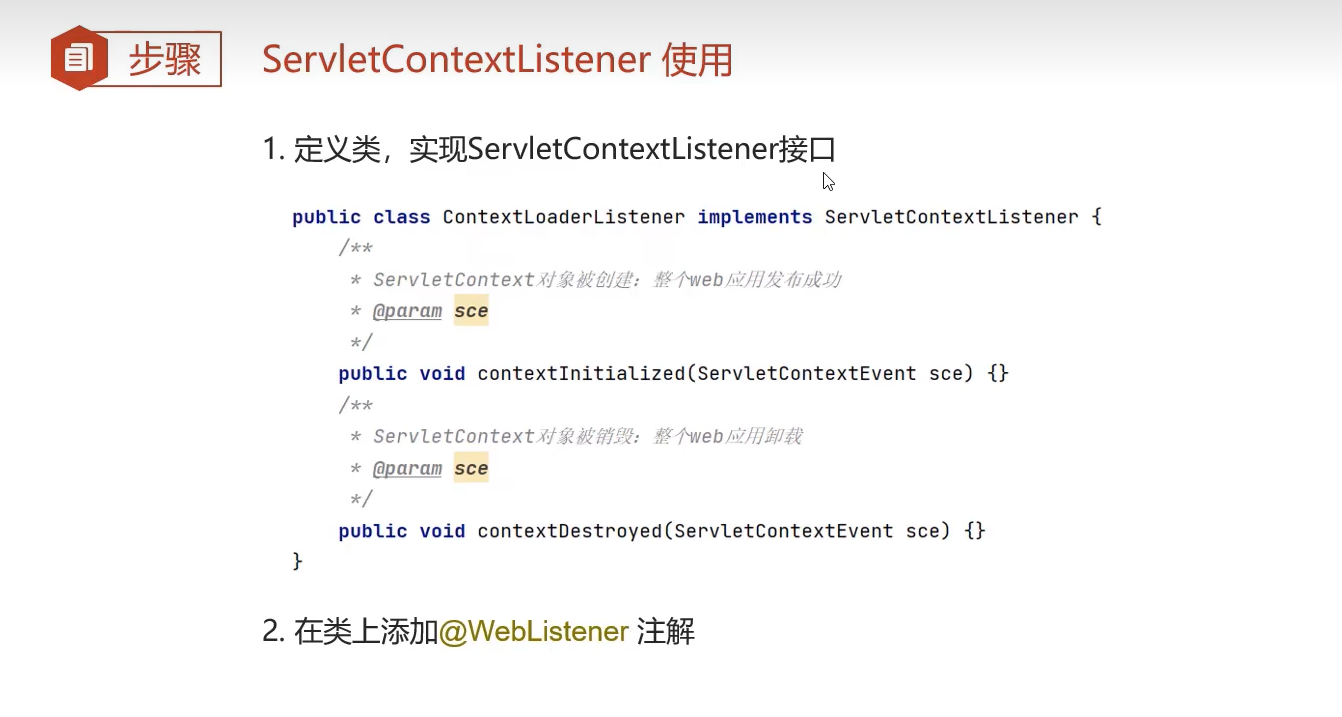 步骤
ServletContextListener 使用
1. 定义类，实现ServletContextListener接口
public class ContextLoaderListener implements ServletContextListener {
/**
* ServletContext对象被创建：整个web应用发布成功
* @param sce
*/
public void contextInitialized(ServletContextEvent sce) {}
/**
* ServletContext对象被销毁：整个web应用卸载
* @param sce
*/
public void contextDestroyed(ServletContextEvent sce) {}
}
2. 在类上添加@WebListener 注解